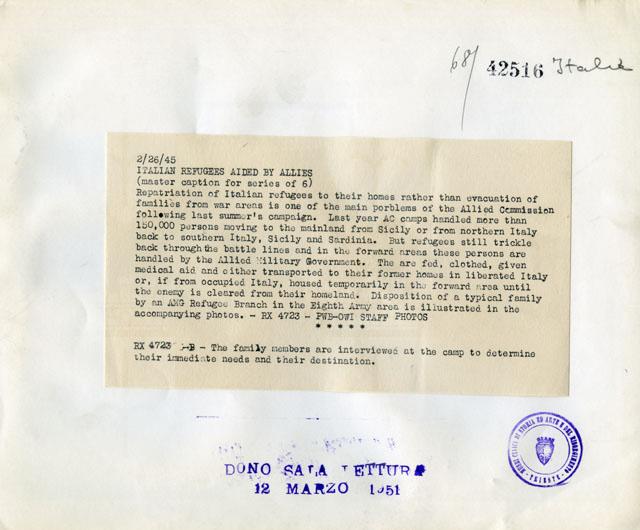 68/ 42516 Italia
2/26/45
ITALIAN REFUGEES AIDED BY ALLIES
(master caption for series of 6)
Repatriation of Italian refugees to their homes rather than evacuation of
families from war areas is one of the main porblems of the Allied Commission
following last summer's campaign. Last year AC camps handled more than
150,000 persons moving to the mainland from Sicily or from northern Italy
back to southern Italy, Sicily and Sardinia. But refugees still trickle
back through the battle lines and in the forward areas these persons are
handled by the Allied Military Government. The are fed, clothed, given
medical aid and either transported to their former homes in liberated Italy
or, if from occupied Italy, housed temporarily in the forward area until
the enemy is cleared from their homeland. Disposition of a typical family
by an AMG Refugee Branch in the Eighth Army area is illustrated in the
accompanying photos. - RX 4723 - PWB-OWI STAFF PHOTOS
* * * * *
RX 4723 -B - The family members are interviewed at the camp to determine
their immediate needs and their destination.
DONO SALA LETTURA
12 MARZO 1951
CIVICI DI STORIA ED ARTE E DEL RISORGIMENTO
- TRIESTE -